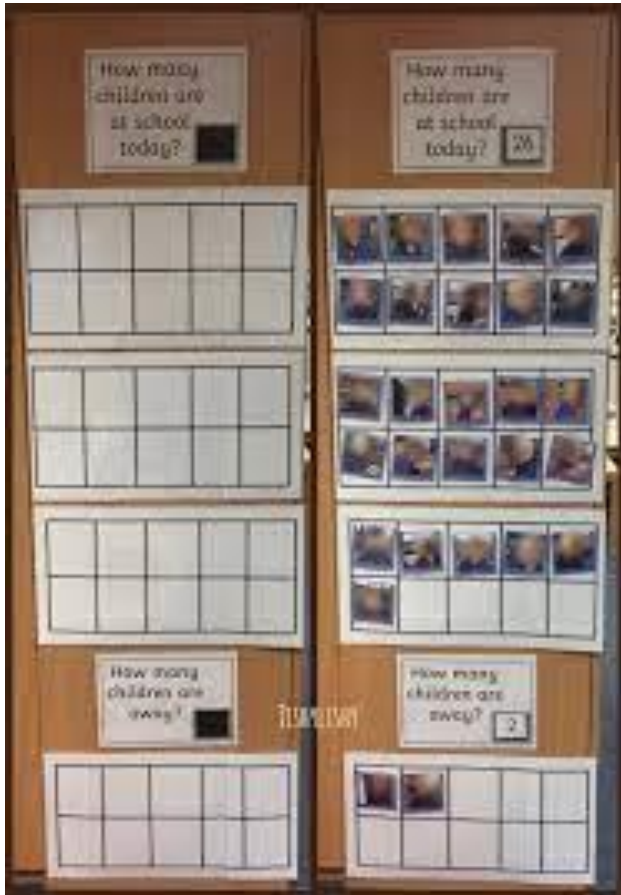 How many
children are
at school
today?
How many
children are
at school
today? 26
How many
children are
away?
How many
children are
away? 2